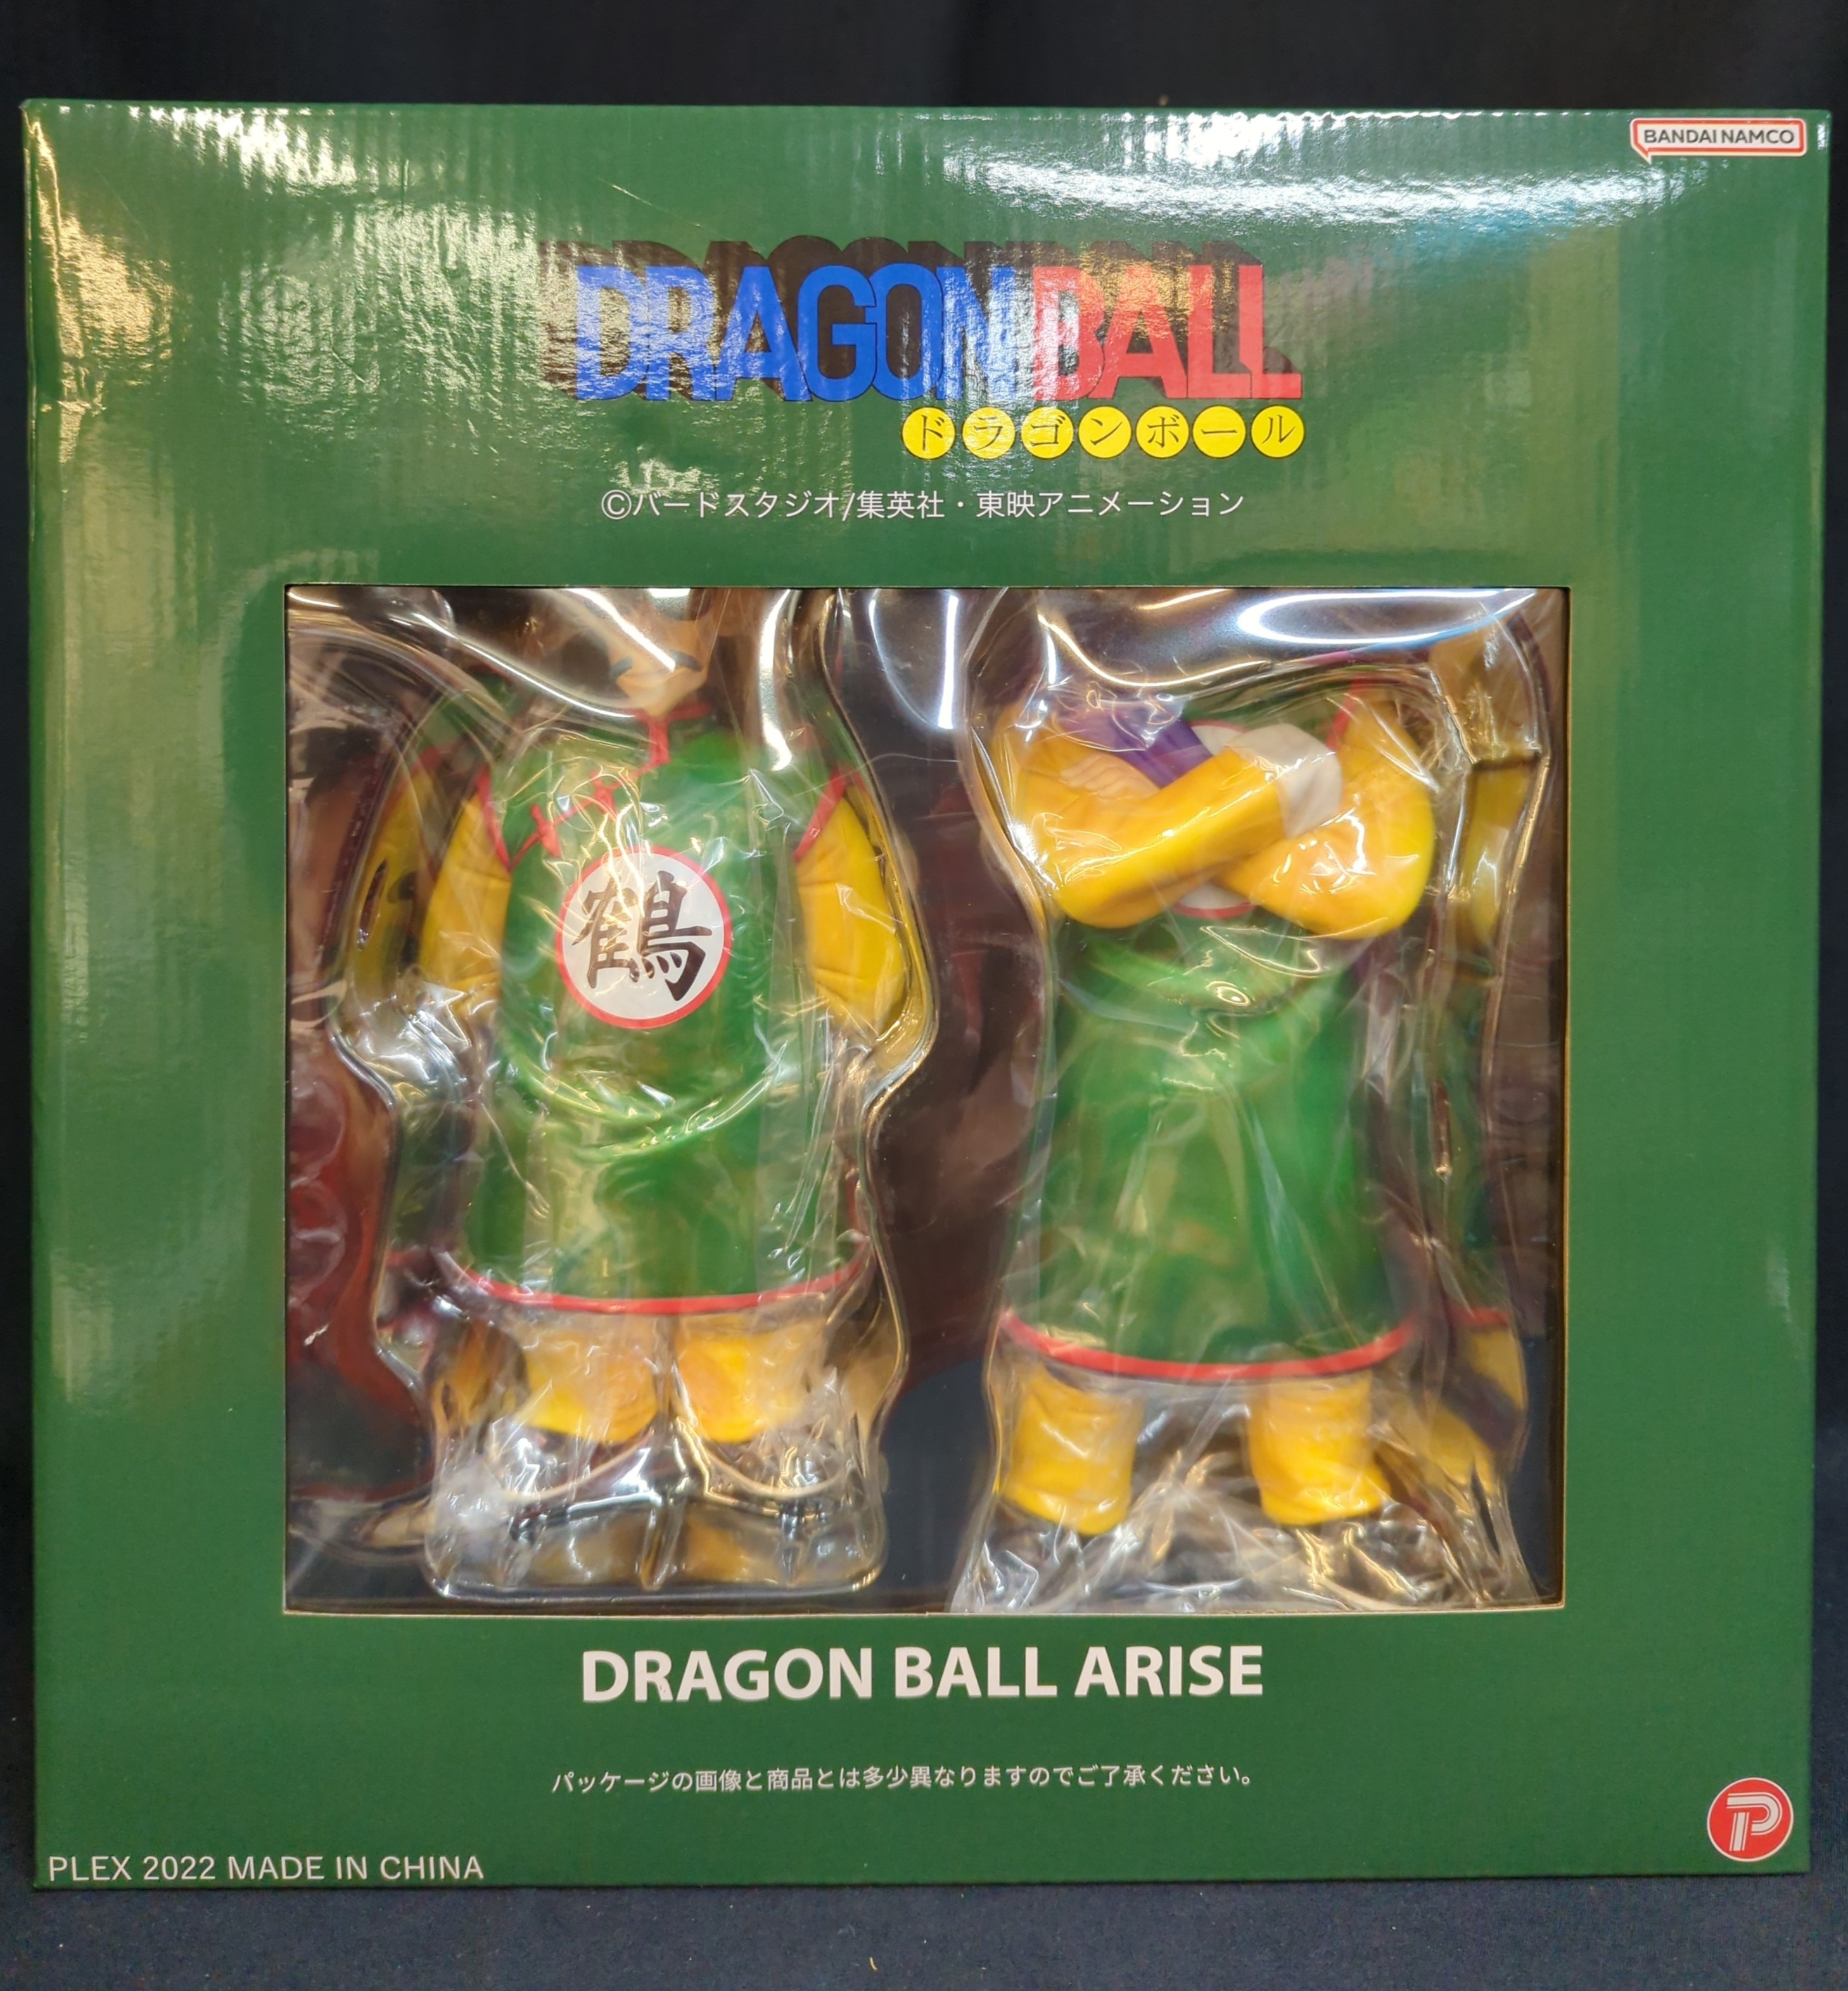 BANDAI NAMCO
DRAGONBALL
ドラゴンボール
©バードスタジオ/集英社・東映アニメーション
鶴
DRAGON BALL ARISE
パッケージの画像と商品とは多少異なりますのでご了承ください。
PLEX 2022 MADE IN CHINA
P